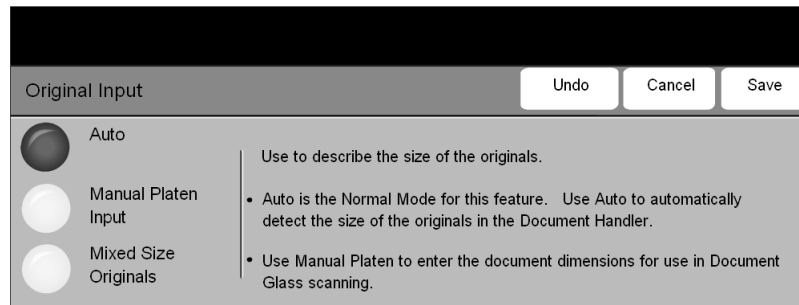 Original Input
Undo
Cancel
Save
Auto
Manual Platen
Input
Mixed Size
Originals
Use to describe the size of the originals.
• Auto is the Normal Mode for this feature. Use Auto to automatically
detect the size of the originals in the Document Handler.
• Use Manual Platen to enter the document dimensions for use in Document
Glass scanning.